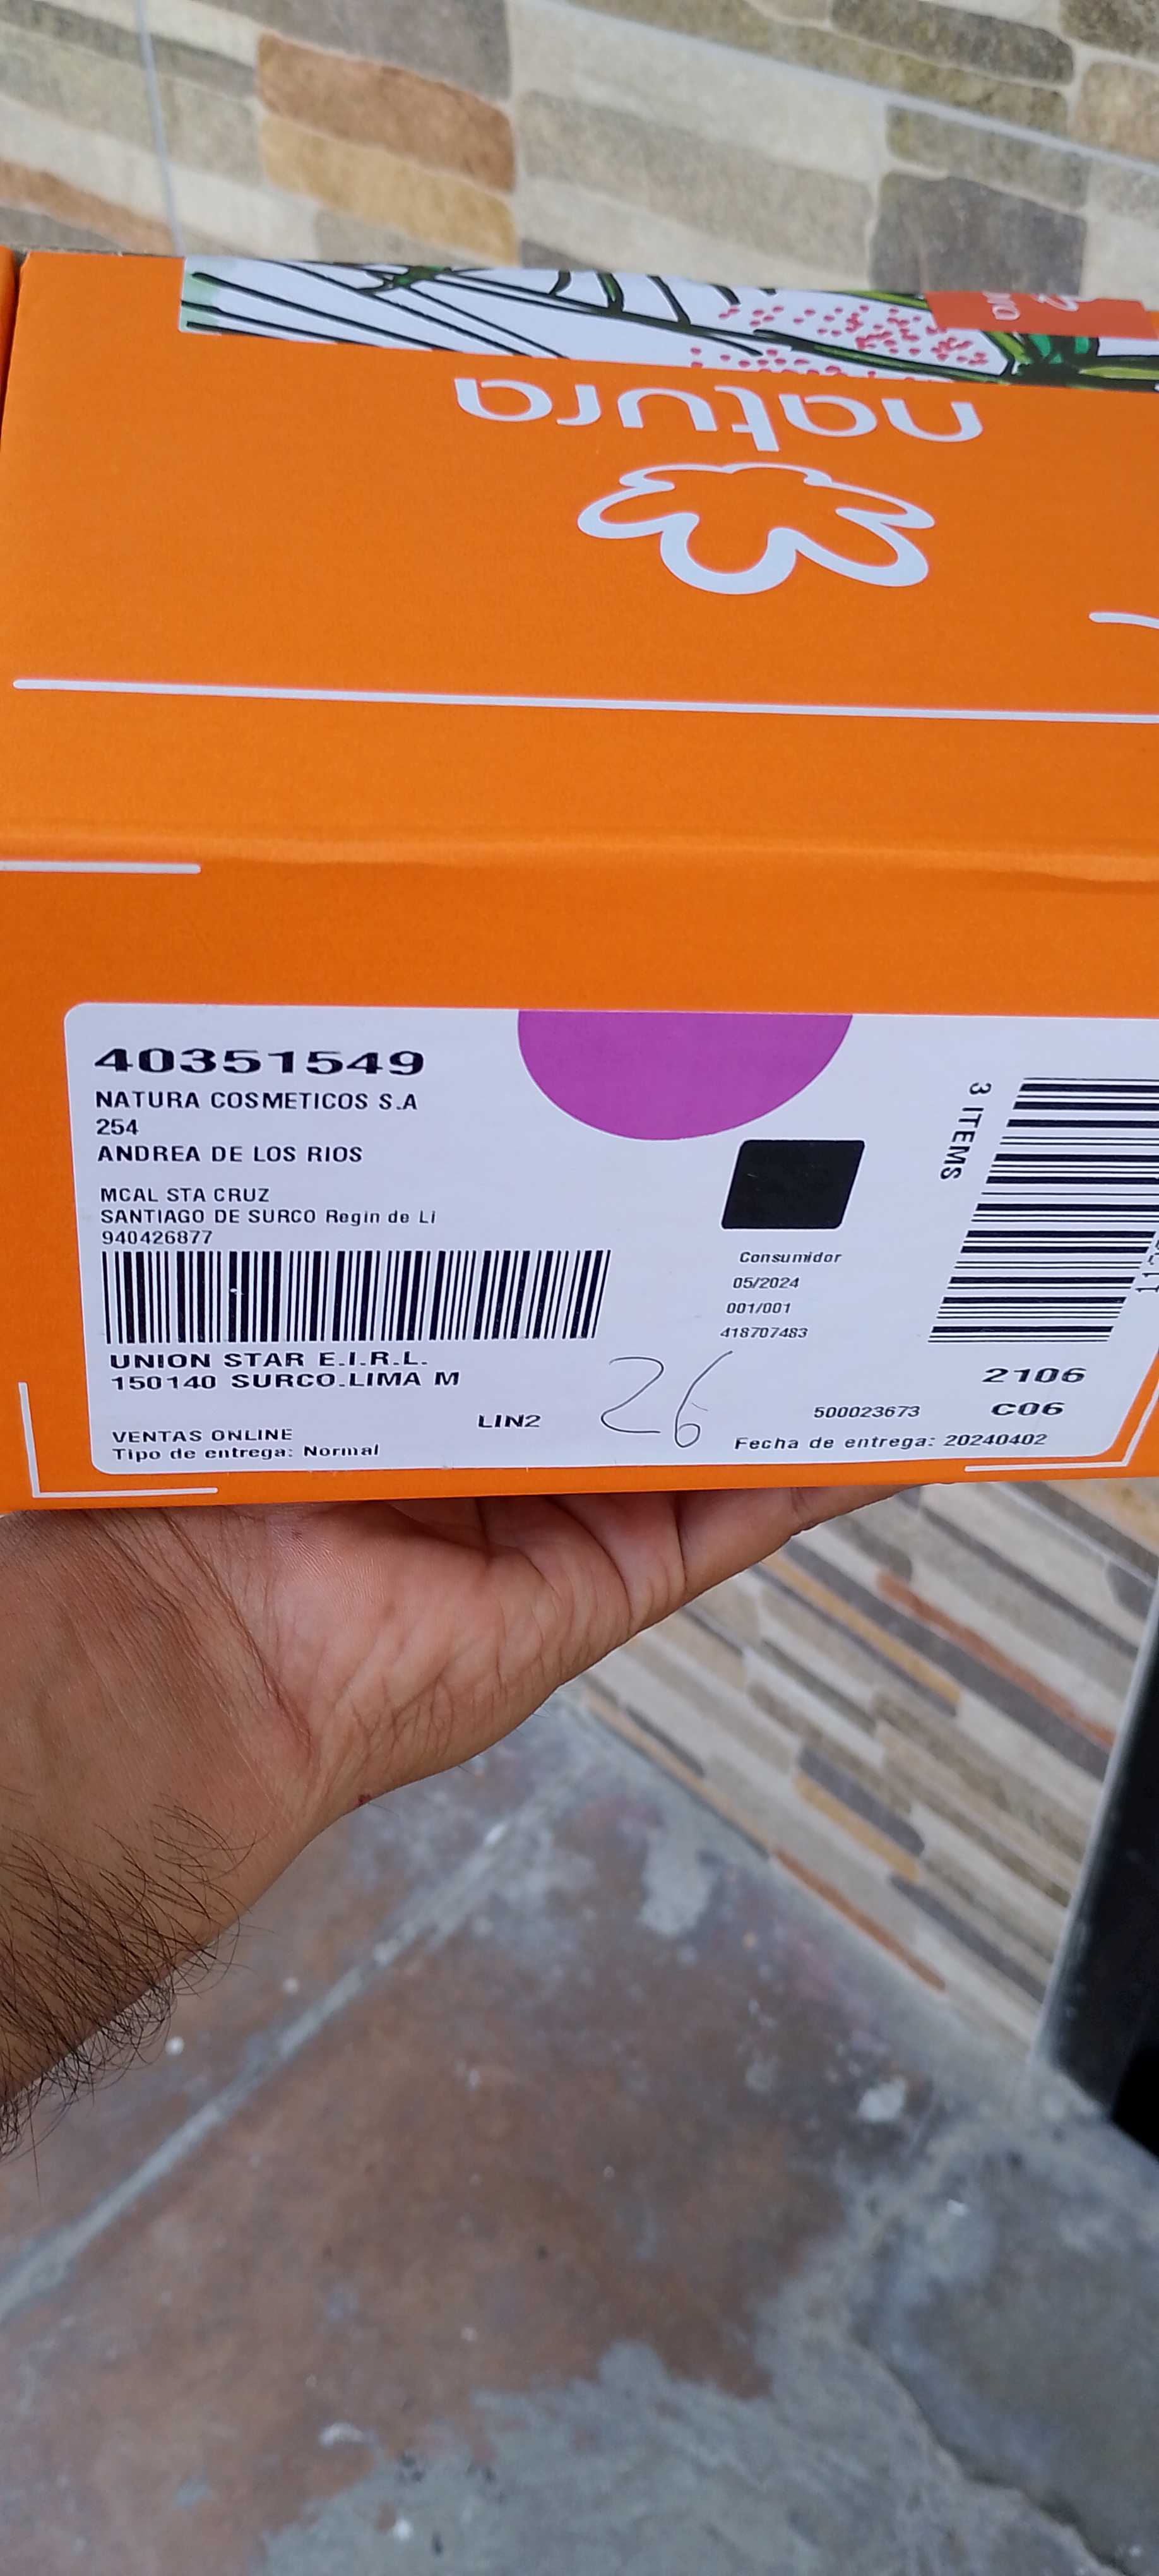 natura
40351549
NATURA COSMETICOS S.A
254
ANDREA DE LOS RIOS
MCAL STA CRUZ
SANTIAGO DE SURCO Regin de Li
940426877
UNION STAR E.I.R.L.
150140 SURCO.LIMA M
VENTAS ONLINE
Tipo de entrega: Normal
LIN2
26
3 ITEMS
Consumidor
05/2024
001/001
418707483
2106
500023673
C06
Fecha de entrega: 20240402